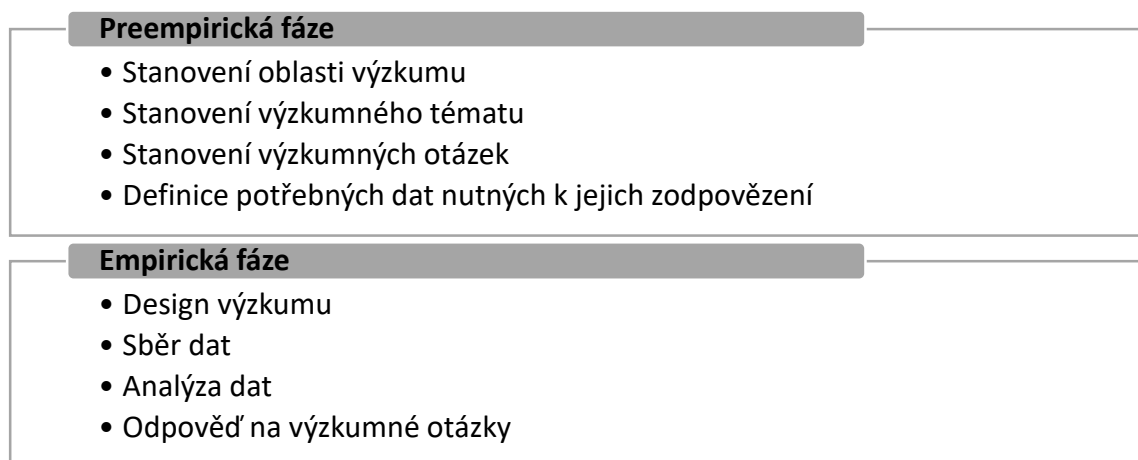 Preempirická fáze
• Stanovení oblasti výzkumu
• Stanovení výzkumného tématu
• Stanovení výzkumných otázek
• Definice potřebných dat nutných k jejich zodpovězení
Empirická fáze
• Design výzkumu
• Sběr dat
• Analýza dat
• Odpověď na výzkumné otázky